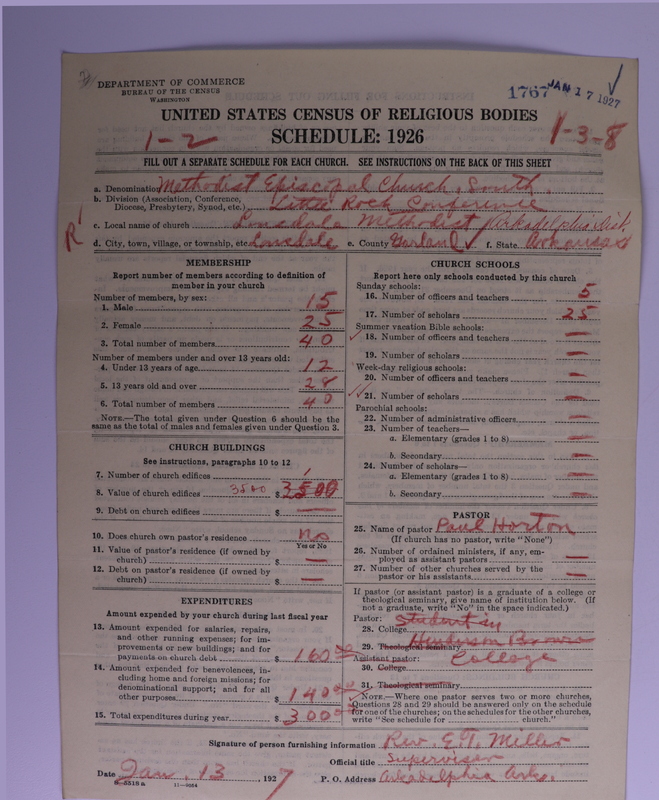 DEPARTMENT OF COMMERCE
BUREAU OF THE CENSUS
WASHINGTON
1767 JAN 17 1927
UNITED STATES CENSUS OF RELIGIOUS BODIES
1-2 SCHEDULE: 1926 1-3-8
FILL OUT A SEPARATE SCHEDULE FOR EACH CHURCH. SEE INSTRUCTIONS ON THE BACK OF THIS SHEET
a. Denomination Methodist Episcopal Church, South.
b. Division (Association, Conference, Diocese, Presbytery, Synod, etc.) Little Rock Conference
c. Local name of church Lonsdale Methodist Arkadelphia Dist.
d. City, town, village, or township, etc. Lonsdale e. County Garland f. State Arkansas
MEMBERSHIP
Report number of members according to definition of
member in your church
Number of members, by sex:
1. Male 15
2. Female 25
3. Total number of members 40
Number of members under and over 13 years old:
4. Under 13 years of age 12
5. 13 years old and over 28
6. Total number of members 40
NOTE.—The total given under Question 6 should be the
same as the total of males and females given under Question 3.
CHURCH BUILDINGS
See instructions, paragraphs 10 to 12
7. Number of church edifices 1
8. Value of church edifices 3500 $ 3500
9. Debt on church edifices $ —
10. Does church own pastor's residence No
Yes or No
11. Value of pastor's residence (if owned by
church) $ —
12. Debt on pastor's residence (if owned by
church) $ —
EXPENDITURES
Amount expended by church during last fiscal year
13. Amount expended for salaries, repairs,
and other running expenses; for im-
provements or new buildings; and for
payments on church debt $ 160.00
14. Amount expended for benevolences, in-
cluding home and foreign missions; for
denominational support; and for all
other purposes $ 140.00
15. Total expenditures during year $ 300.00
CHURCH SCHOOLS
Report here only schools conducted by this church
Sunday schools:
16. Number of officers and teachers 5
17. Number of scholars 25
Summer vacation Bible schools:
18. Number of officers and teachers —
19. Number of scholars —
Week-day religious schools:
20. Number of officers and teachers —
21. Number of scholars —
Parochial schools:
22. Number of administrative officers —
23. Number of teachers—
a. Elementary (grades 1 to 8) —
b. Secondary —
24. Number of scholars—
a. Elementary (grades 1 to 8) —
b. Secondary —
PASTOR
25. Name of pastor Paul Horton
(If church has no pastor, write "None")
26. Number of ordained ministers, if any, em-
ployed as assistant pastors —
27. Number of other churches served by the
pastor or his assistants —
If pastor (or assistant pastor) is a graduate of a college or
theological seminary, give name of institution below. (If
not a graduate, write "No" in the space indicated.)
Pastor: Student in
28. College
29. Theological seminary Henderson Brown
Assistant pastor: College
30. College
31. Theological seminary
NOTE.—Where one pastor serves two or more churches,
Questions 28 and 29 should be answered only on the schedule
for one of the churches; on the schedules for the other churches,
write "See schedule for church."
Signature of person furnishing information Rev. E.T. Miller
Official title Supervisor
Date Jan. 13, 1927 P. O. Address Arkadelphia Arks.
8-5518a 11—9064